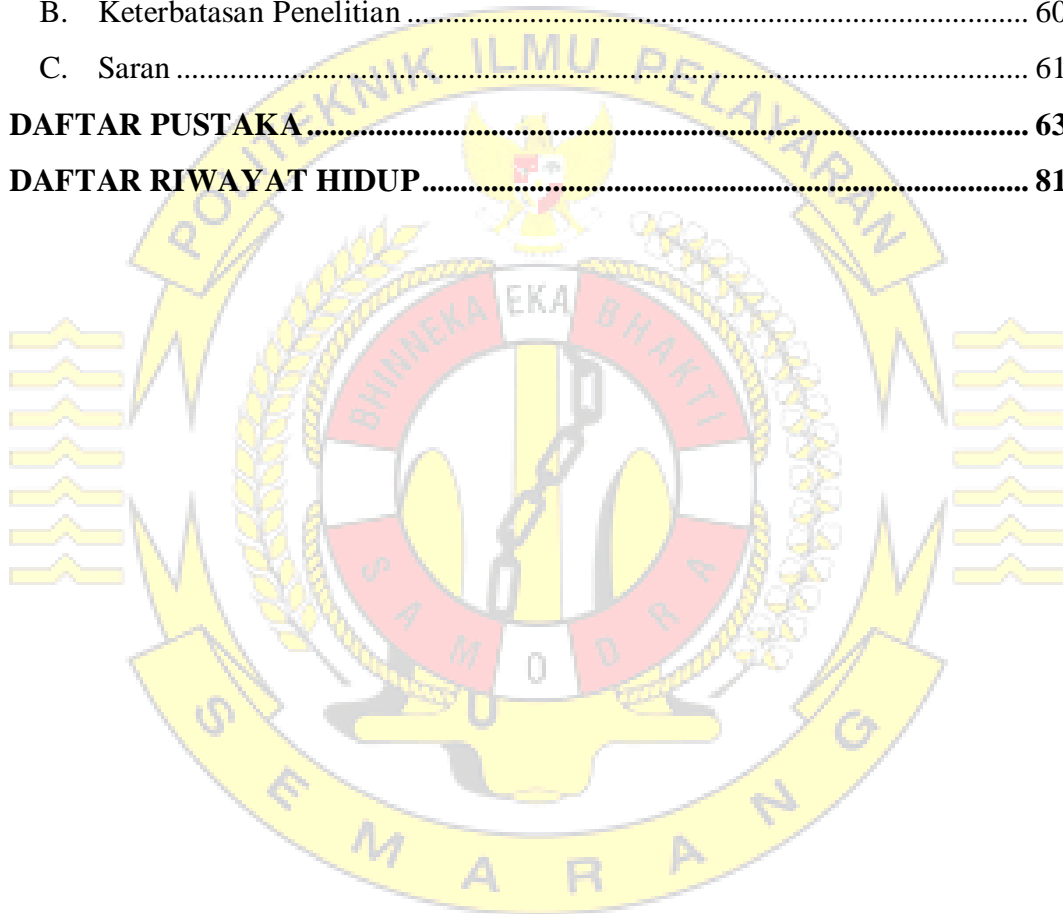 B. Keterbatasan Penelitian ........ 60
C. Saran ........ 61
DAFTAR PUSTAKA ........ 63
DAFTAR RIWAYAT HIDUP ........ 81
POLITEKNIK ILMU PELAYARAN
BHINNEKA EKA BHAKTI
SAMODRA
SEMARANG